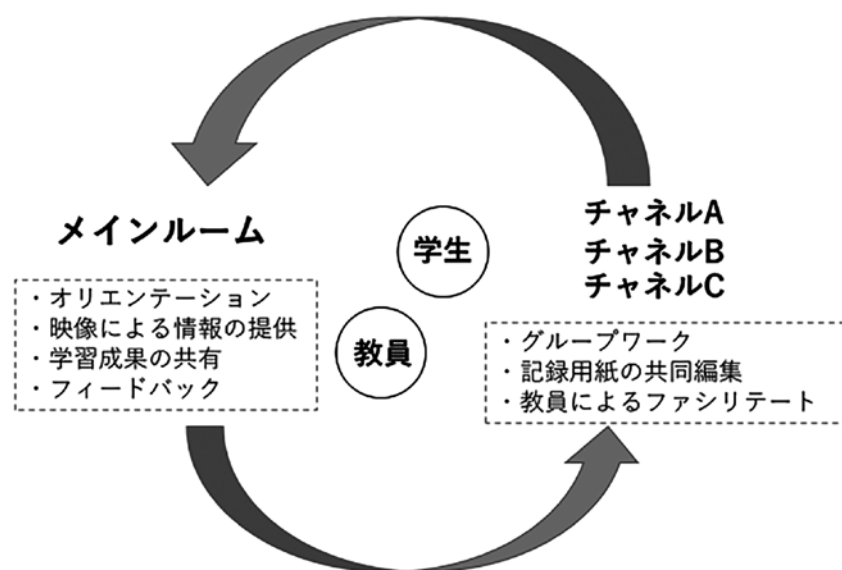 メインルーム
・オリエンテーション
・映像による情報の提供
・学習成果の共有
・フィードバック
学生
教員
チャネルA
チャネルB
チャネルC
・グループワーク
・記録用紙の共同編集
・教員によるファシリテート